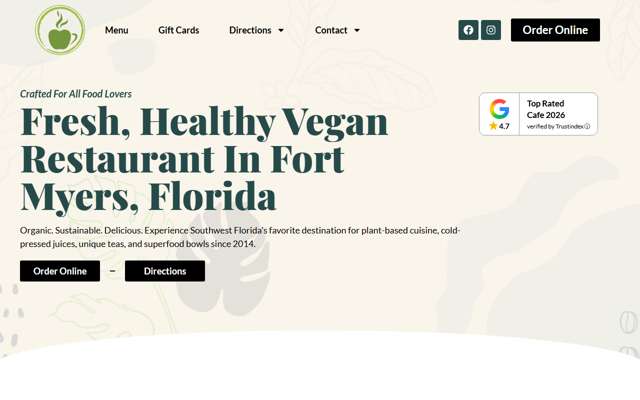 Menu
Gift Cards
Directions
Contact
Order Online
Crafted For All Food Lovers
Fresh, Healthy Vegan
Restaurant In Fort
Myers, Florida
Organic. Sustainable. Delicious. Experience Southwest Florida's favorite destination for plant-based cuisine, cold-
pressed juices, unique teas, and superfood bowls since 2014.
Order Online
–
Directions
G
4.7
Top Rated
Cafe 2026
verified by Trustindex